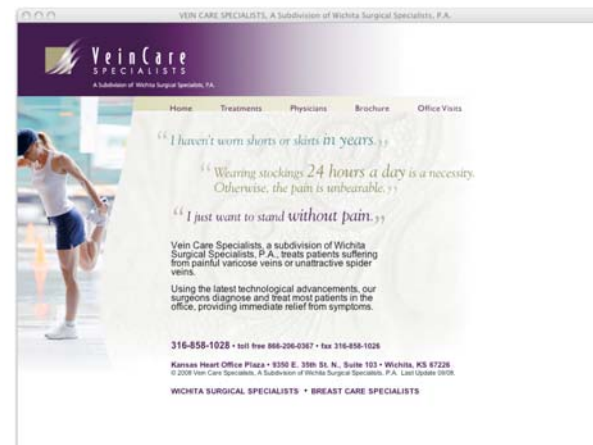 VEIN CARE SPECIALISTS, A Subdivision of Wichita Surgical Specialists, P.A.
VeinCare
SPECIALISTS
A Subdivision of Wichita Surgical Specialists, P.A.
Home Treatments Physicians Brochure Office Visits
“I haven't worn shorts or skirts in years.”
“Wearing stockings 24 hours a day is a necessity.
Otherwise, the pain is unbearable.”
“I just want to stand without pain.”
Vein Care Specialists, a subdivision of Wichita
Surgical Specialists, P.A., treats patients suffering
from painful varicose veins or unattractive spider
veins.
Using the latest technological advancements, our
surgeons diagnose and treat most patients in the
office, providing immediate relief from symptoms.
316-858-1028 • toll free 866-206-0367 • fax 316-858-1026
Kansas Heart Office Plaza • 9350 E. 35th St. N., Suite 103 • Wichita, KS 67226
© 2008 Vein Care Specialists, A Subdivision of Wichita Surgical Specialists, P.A. Last Update 09/08.
WICHITA SURGICAL SPECIALISTS • BREAST CARE SPECIALISTS